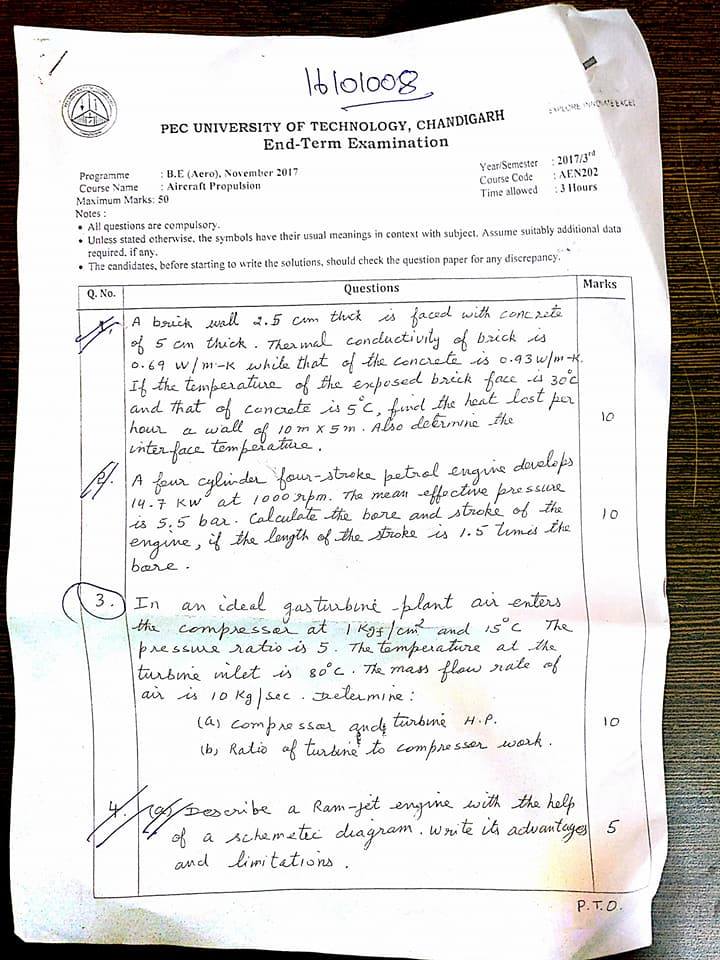 16101008
EXPLORE INNOVATE EXCEL
PEC UNIVERSITY OF TECHNOLOGY, CHANDIGARH
End-Term Examination
Programme : B.E (Aero), November 2017
Year/Semester : 2017/3rd
Course Name : Aircraft Propulsion
Course Code : AEN202
Maximum Marks: 50
Time allowed : 3 Hours
Notes :
• All questions are compulsory.
• Unless stated otherwise, the symbols have their usual meanings in context with subject. Assume suitably additional data
required, if any.
• The candidates, before starting to write the solutions, should check the question paper for any discrepancy.
Q. No. Questions Marks
1. A brick wall 2.5 cm thick is faced with concrete
of 5 cm thick. Thermal conductivity of brick is
0.69 W/m-K while that of the concrete is 0.93 W/m-K.
If the temperature of the exposed brick face is 30°C
and that of concrete is 5°C, find the heat lost per
hour a wall of 10 m x 5 m. Also determine the 10
interface temperature.
2. A four cylinder four-stroke petrol engine develops
14.7 KW at 1000 rpm. The mean effective pressure
is 5.5 bar. Calculate the bore and stroke of the 10
engine, if the length of the stroke is 1.5 times the
bore.
3. In an ideal gasturbine plant air enters
the compressor at 1 Kgf/cm² and 15°C The
pressure ratio is 5. The temperature at the
turbine inlet is 80°C. The mass flow rate of
air is 10 Kg/sec. Determine:
(a) compressor and turbine H.P. 10
(b) Ratio of turbine to compressor work.
4. (a) Describe a Ram-jet engine with the help
of a schemetic diagram. Write its advantages 5
and limitations.
P.T.O.